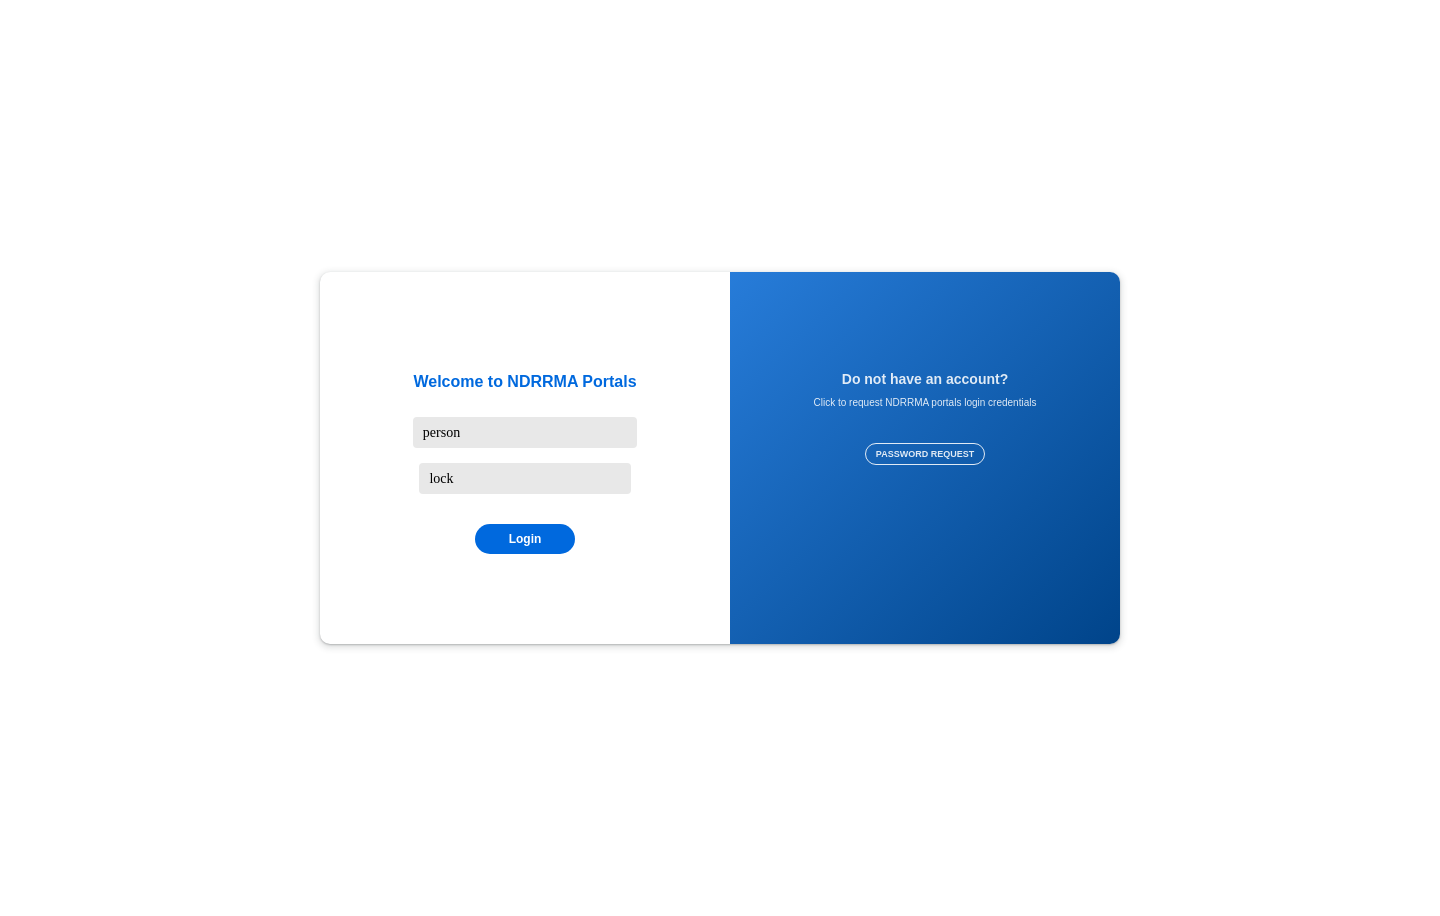 Welcome to NDRRMA Portals
person
lock
Login
Do not have an account?
Click to request NDRRMA portals login credentials
PASSWORD REQUEST